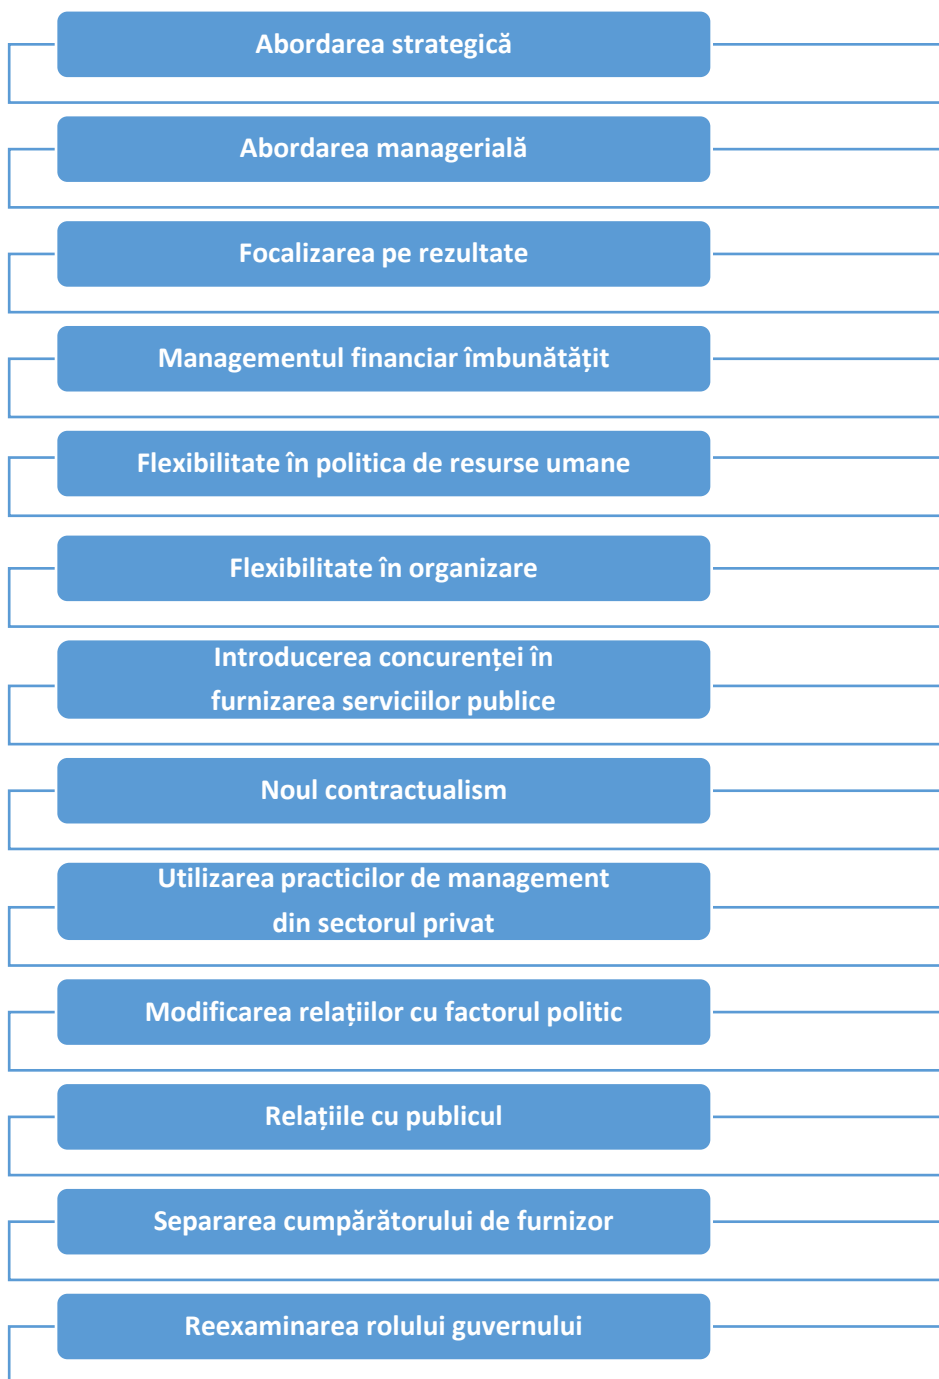 Abordarea strategică
Abordarea managerială
Focalizarea pe rezultate
Managementul financiar îmbunătățit
Flexibilitate în politica de resurse umane
Flexibilitate în organizare
Introducerea concurenței în
furnizarea serviciilor publice
Noul contractualism
Utilizarea practicilor de management
din sectorul privat
Modificarea relațiilor cu factorul politic
Relațiile cu publicul
Separarea cumpărătorului de furnizor
Reexaminarea rolului guvernului